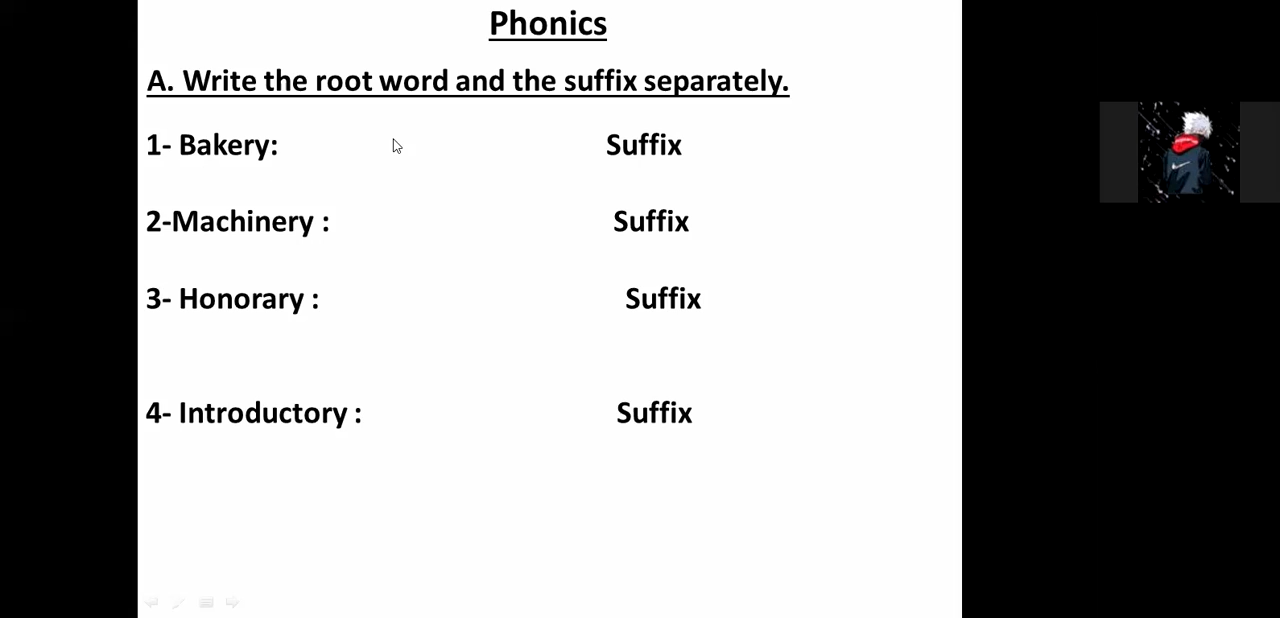 Phonics
A. Write the root word and the suffix separately.
1- Bakery: Suffix
2-Machinery : Suffix
3- Honorary : Suffix
4- Introductory : Suffix